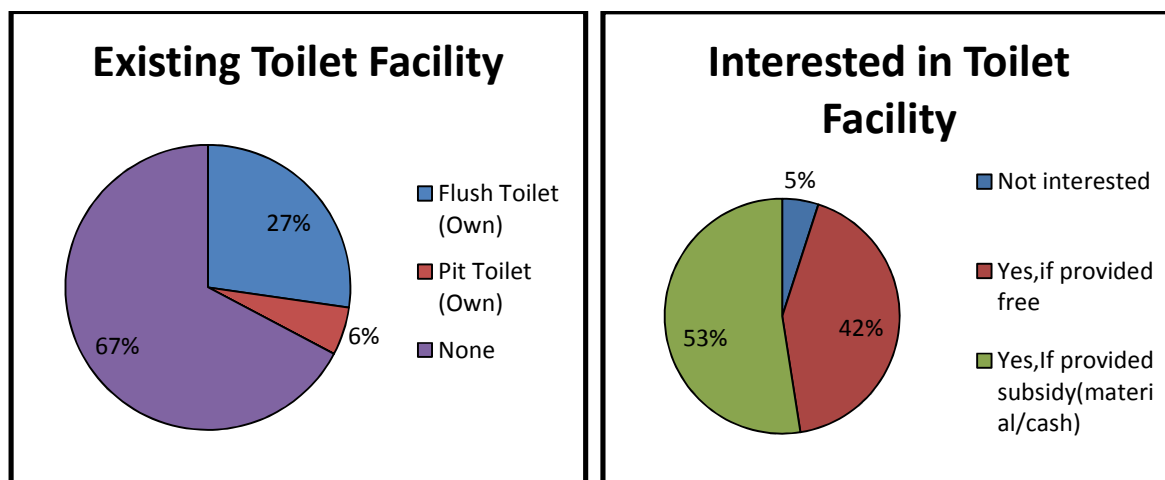 Existing Toilet Facility
27%
6%
67%
Flush Toilet
(Own)
Pit Toilet
(Own)
None
Interested in Toilet
Facility
5%
42%
53%
Not interested
Yes,if provided
free
Yes,If provided
subsidy(materi
al/cash)